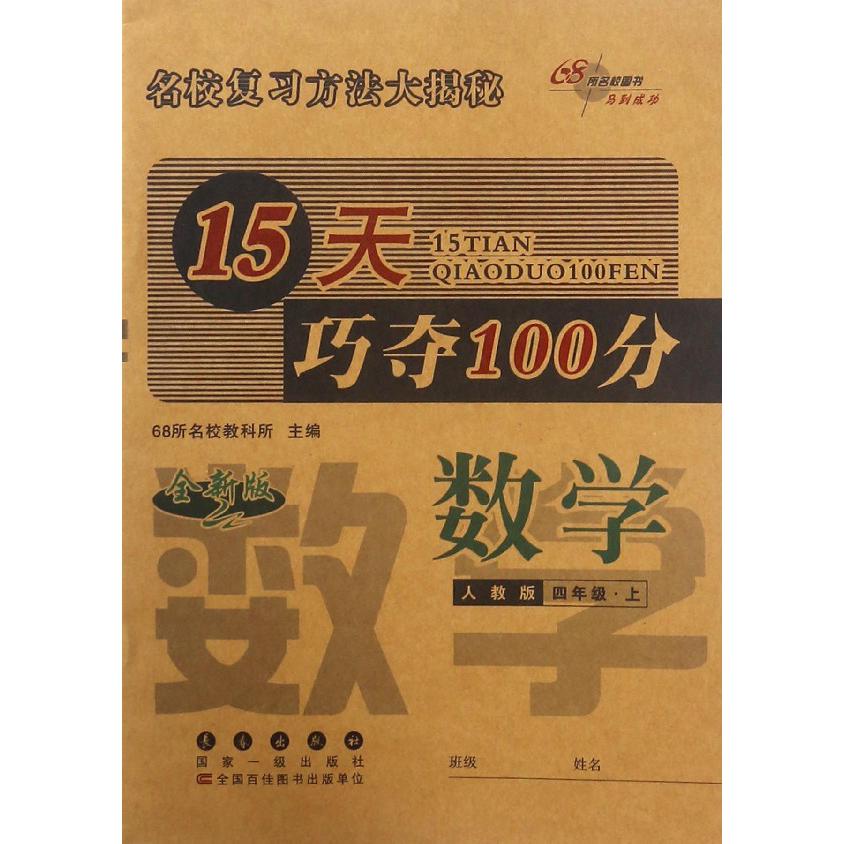 名校复习方法大揭秘
68所名校图书
马到成功
15天
15TIAN
QIAODUO100FEN
巧夺100分
68所名校教科所 主编
全新版
数学
数学
人教版 四年级·上
长春出版社
国家一级出版社
全国百佳图书出版单位
班级 姓名